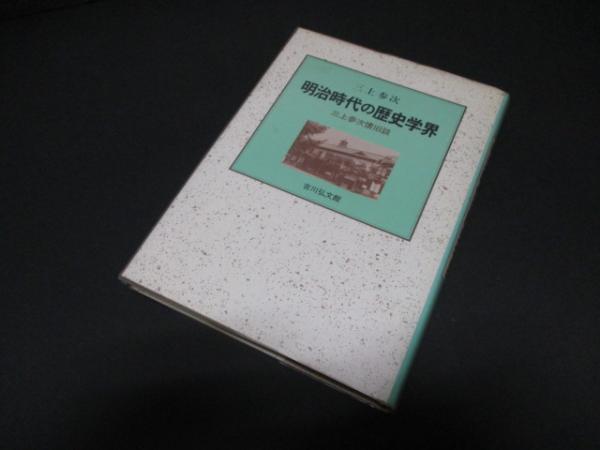 三上参次
明治時代の歴史学界
三上参次懐旧談
吉川弘文館